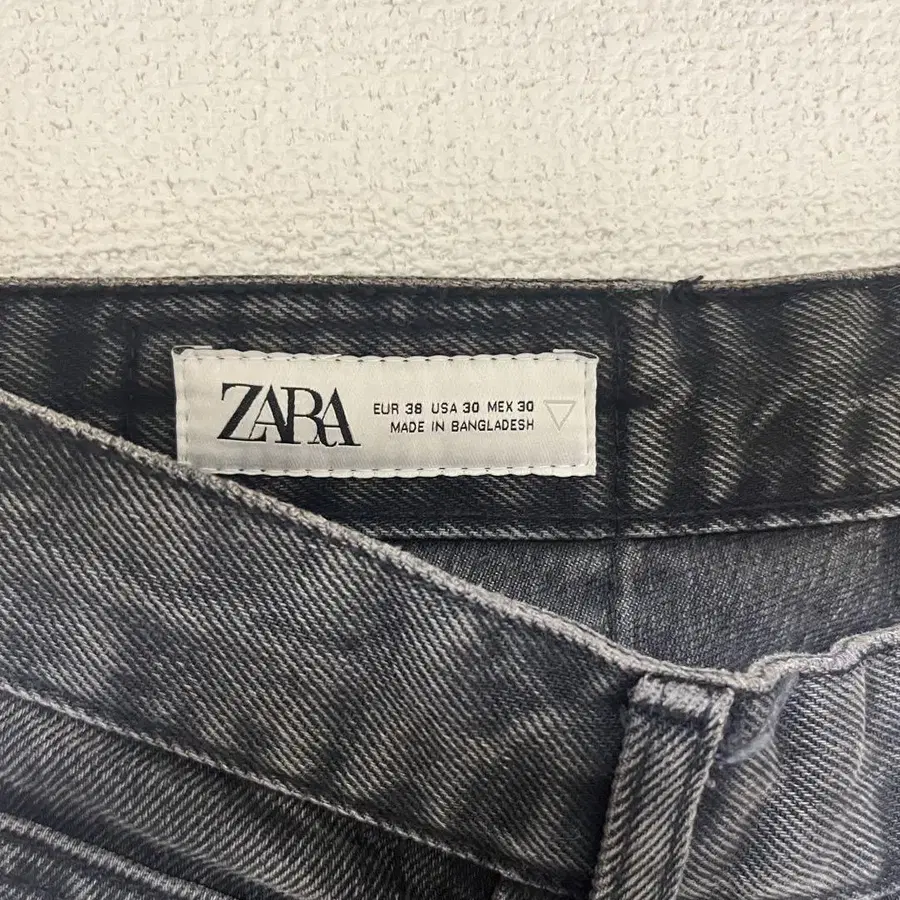 ZARA
EUR 38 USA 30 MEX 30
MADE IN BANGLADESH